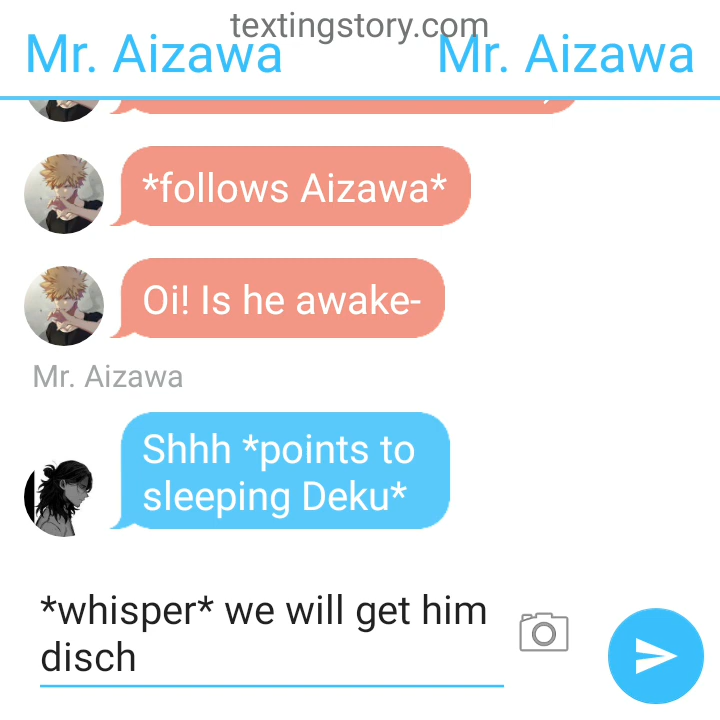 textingstory.com
Mr. Aizawa
Mr. Aizawa
*follows Aizawa*
Oi! Is he awake-
Mr. Aizawa
Shhh *points to
sleeping Deku*
*whisper* we will get him
disch